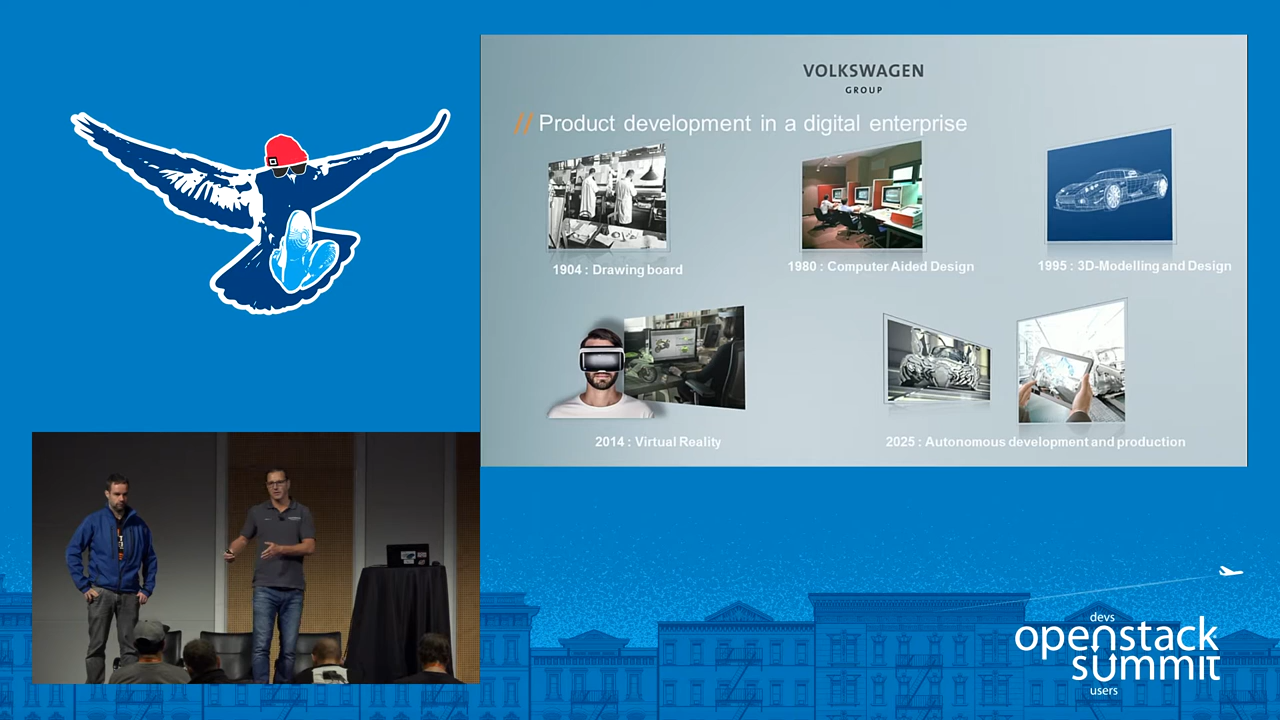 VOLKSWAGEN
GROUP
// Product development in a digital enterprise
1904 : Drawing board
1980 : Computer Aided Design
1995 : 3D-Modelling and Design
2014 : Virtual Reality
2025 : Autonomous development and production
devs
openstack
summit
users